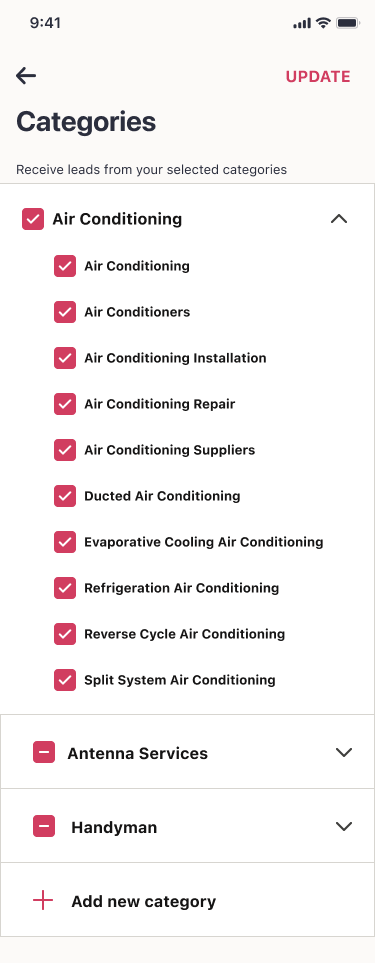 9:41
UPDATE
Categories
Receive leads from your selected categories
Air Conditioning
Air Conditioning
Air Conditioners
Air Conditioning Installation
Air Conditioning Repair
Air Conditioning Suppliers
Ducted Air Conditioning
Evaporative Cooling Air Conditioning
Refrigeration Air Conditioning
Reverse Cycle Air Conditioning
Split System Air Conditioning
Antenna Services
Handyman
Add new category